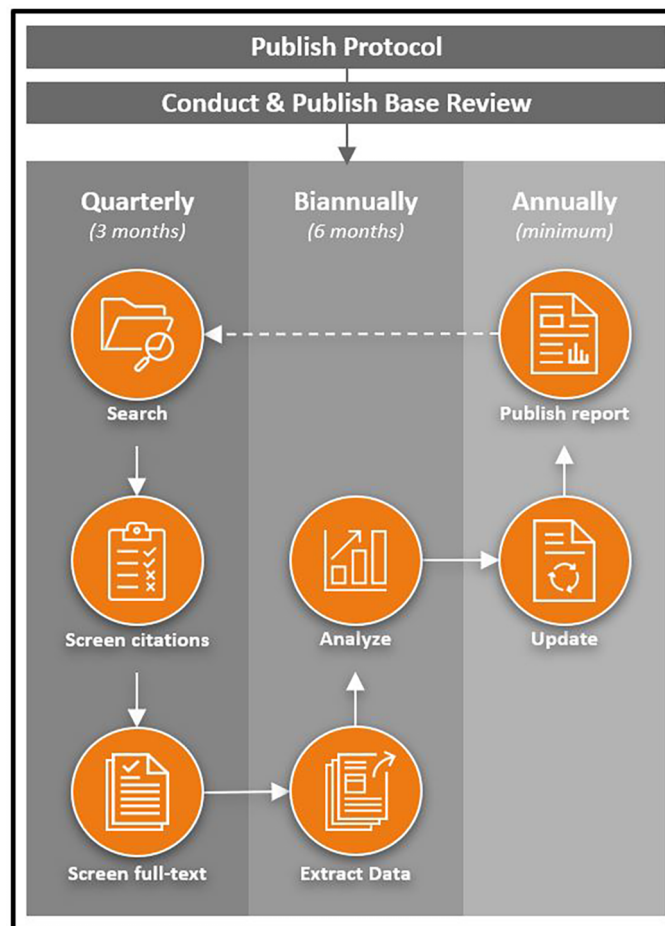 Publish Protocol
Conduct & Publish Base Review
Quarterly
(3 months)
Biannually
(6 months)
Annually
(minimum)
Search
Publish report
Screen citations
Analyze
Update
Screen full-text
Extract Data